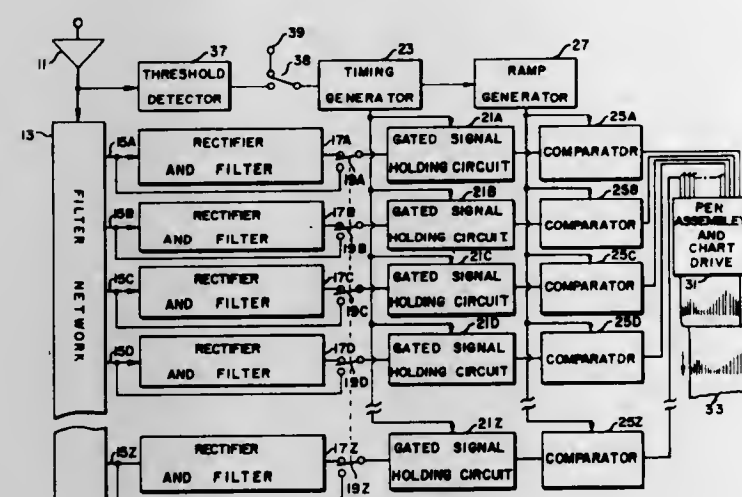 39
37
38
23
27
11
THRESHOLD
DETECTOR
TIMING
GENERATOR
RAMP
GENERATOR
13
15A
RECTIFIER
AND FILTER
17A
19A
21A
GATED SIGNAL
HOLDING CIRCUIT
25A
COMPARATOR
15B
RECTIFIER
AND FILTER
17B
19B
21B
GATED SIGNAL
HOLDING CIRCUIT
25B
COMPARATOR
PEN
ASSEMBLEY
AND
CHART
DRIVE
31
33
FILTER
NETWORK
15C
RECTIFIER
AND FILTER
17C
19C
21C
GATED SIGNAL
HOLDING CIRCUIT
25C
COMPARATOR
15D
RECTIFIER
AND FILTER
17D
19D
21D
GATED SIGNAL
HOLDING CIRCUIT
25D
COMPARATOR
15Z
RECTIFIER
AND FILTER
17Z
19Z
21Z
GATED SIGNAL
HOLDING CIRCUIT
25Z
COMPARATOR